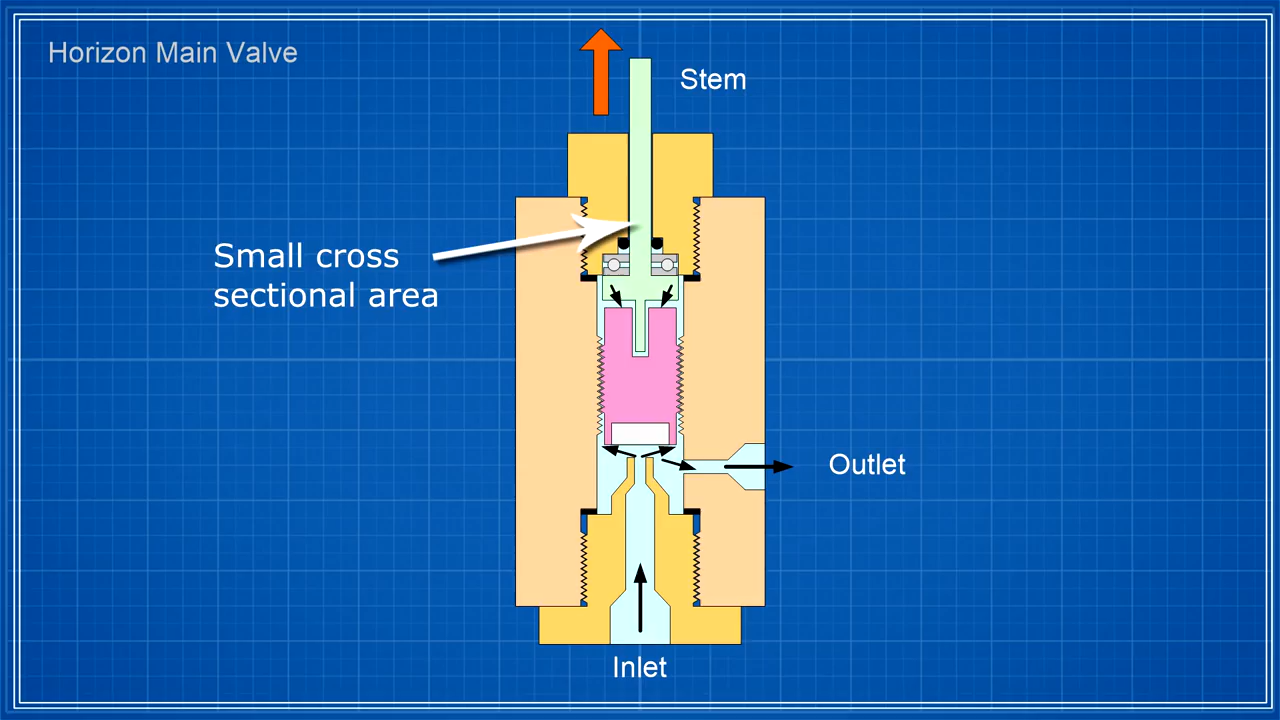 Horizon Main Valve
Stem
Small cross
sectional area
Outlet
Inlet